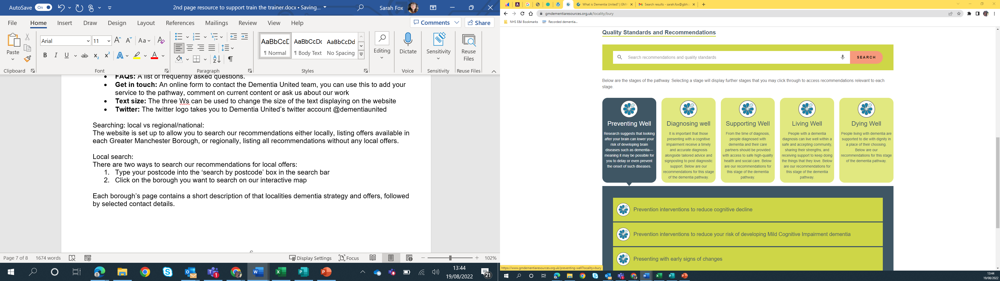 AutoSave On 2nd page resource to support train the trainer.docx • Saving... Sarah Fox
File Home Insert Draw Design Layout References Mailings Review View Help Comments Share
Arial 11 Aa
AaBbCcD AaBbCcDd AaBbCcDd
Paste ¶ Normal ¶ Body Text No Spacing Editing Dictate Sensitivity Reuse Files
Clipboard Font Paragraph Styles Voice Sensitivity Reuse Files
• FAQs: A list of frequently asked questions.
• Get in touch: An online form to contact the Dementia United team, you can use this to add your
service to the pathway, comment on current content or ask us about our work
• Text size: The three Ws can be used to change the size of the text displaying on the website
• Twitter: The twitter logo takes you to Dementia United’s twitter account @dementiaunited
Searching: local vs regional/national:
The website is set up to allow you to search our recommendations either locally, listing offers available in
each Greater Manchester Borough, or regionally, listing all recommendations without any local offers.
Local search:
There are two ways to search our recommendations for local offers:
1. Type your postcode into the ‘search by postcode’ box in the search bar
2. Click on the borough you want to search on our interactive map
Each borough’s page contains a short description of that localities dementia strategy and offers, followed
by selected contact details.
Page 7 of 8 1674 words Display Settings Focus 102%
13:44
19/08/2022
21
What is Dementia United? | GMH Search results - sarah.fox@gbhi.
gmdementiaresources.org.uk/locality/bury
NHS E&I Bookmarks Recorded dementia...
Quality Standards and Recommendations
Search recommendations and quality standards SEARCH
Below are the stages of the pathway. Selecting a stage will display further stages that you may click through to access recommendations relevant to each
stage.
Preventing Well
Research suggests that looking
after your brain can lower your
risk of developing brain
diseases such as dementia—
meaning it may be possible for
you to delay or even prevent
the onset of such diseases.
Diagnosing well
It is important that those
presenting with a cognitive
impairment receive a timely
and accurate diagnosis
alongside tailored advice and
signposting to post diagnostic
support. Below are our
recommendations for this stage
of the dementia pathway.
Supporting Well
From the time of diagnosis,
people diagnosed with
dementia and their care
partners should be provided
with access to safe high-quality
health and social care. Below
are our recommendations for
this stage of the dementia
pathway.
Living Well
People with a dementia
diagnosis can live well within a
safe and accepting community,
sharing their strengths, and
receiving support to keep doing
the things that they love. Below
are our recommendations for
this stage of the dementia
pathway.
Dying Well
People living with dementia are
supported to die with dignity in
a place of their choosing.
Below are our
recommendations for this stage
of the dementia pathway.
Prevention interventions to reduce cognitive decline
Prevention interventions to reduce your risk of developing Mild Cognitive Impairment dementia
Presenting with early signs of changes
https://www.gmdementiaresources.org.uk/preventing-well?locality=bury
13:44
19/08/2022